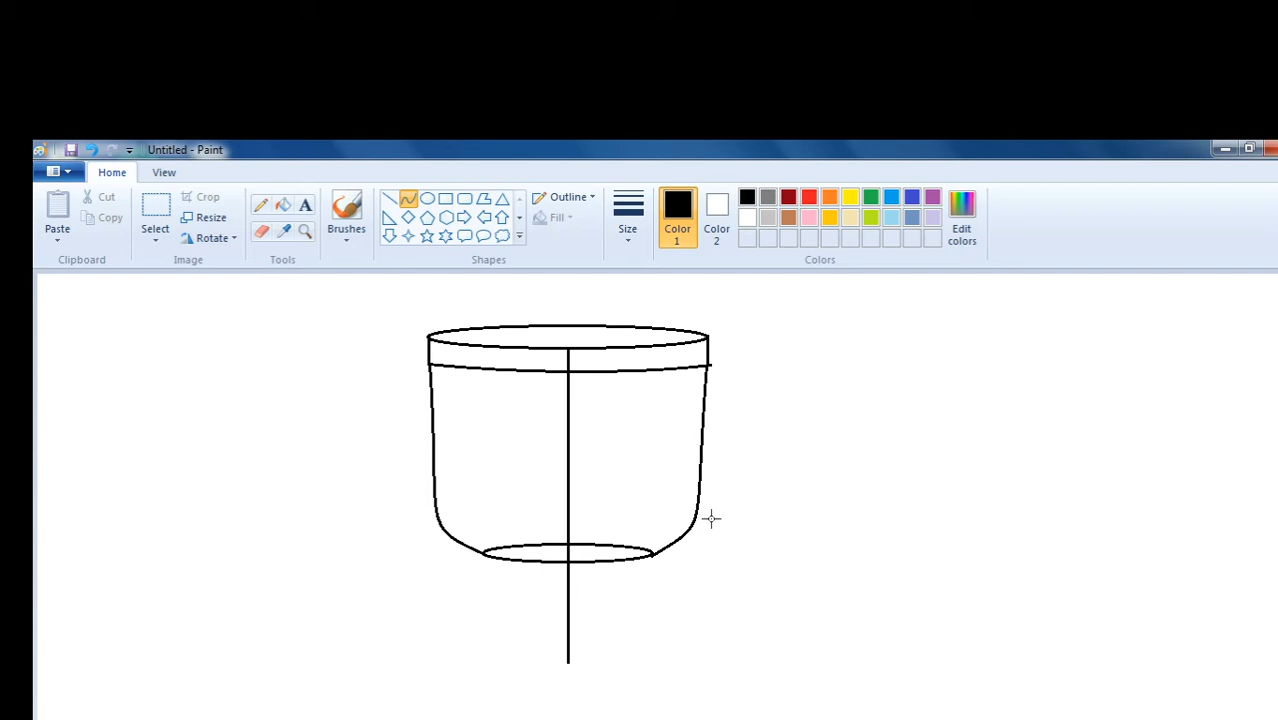 Untitled - Paint
Home View
Paste
Cut
Copy
Clipboard
Select
Crop
Resize
Rotate
Image
A
Tools
Brushes
Outline
Fill
Shapes
Size
Color 1
Color 2
Edit colors
Colors